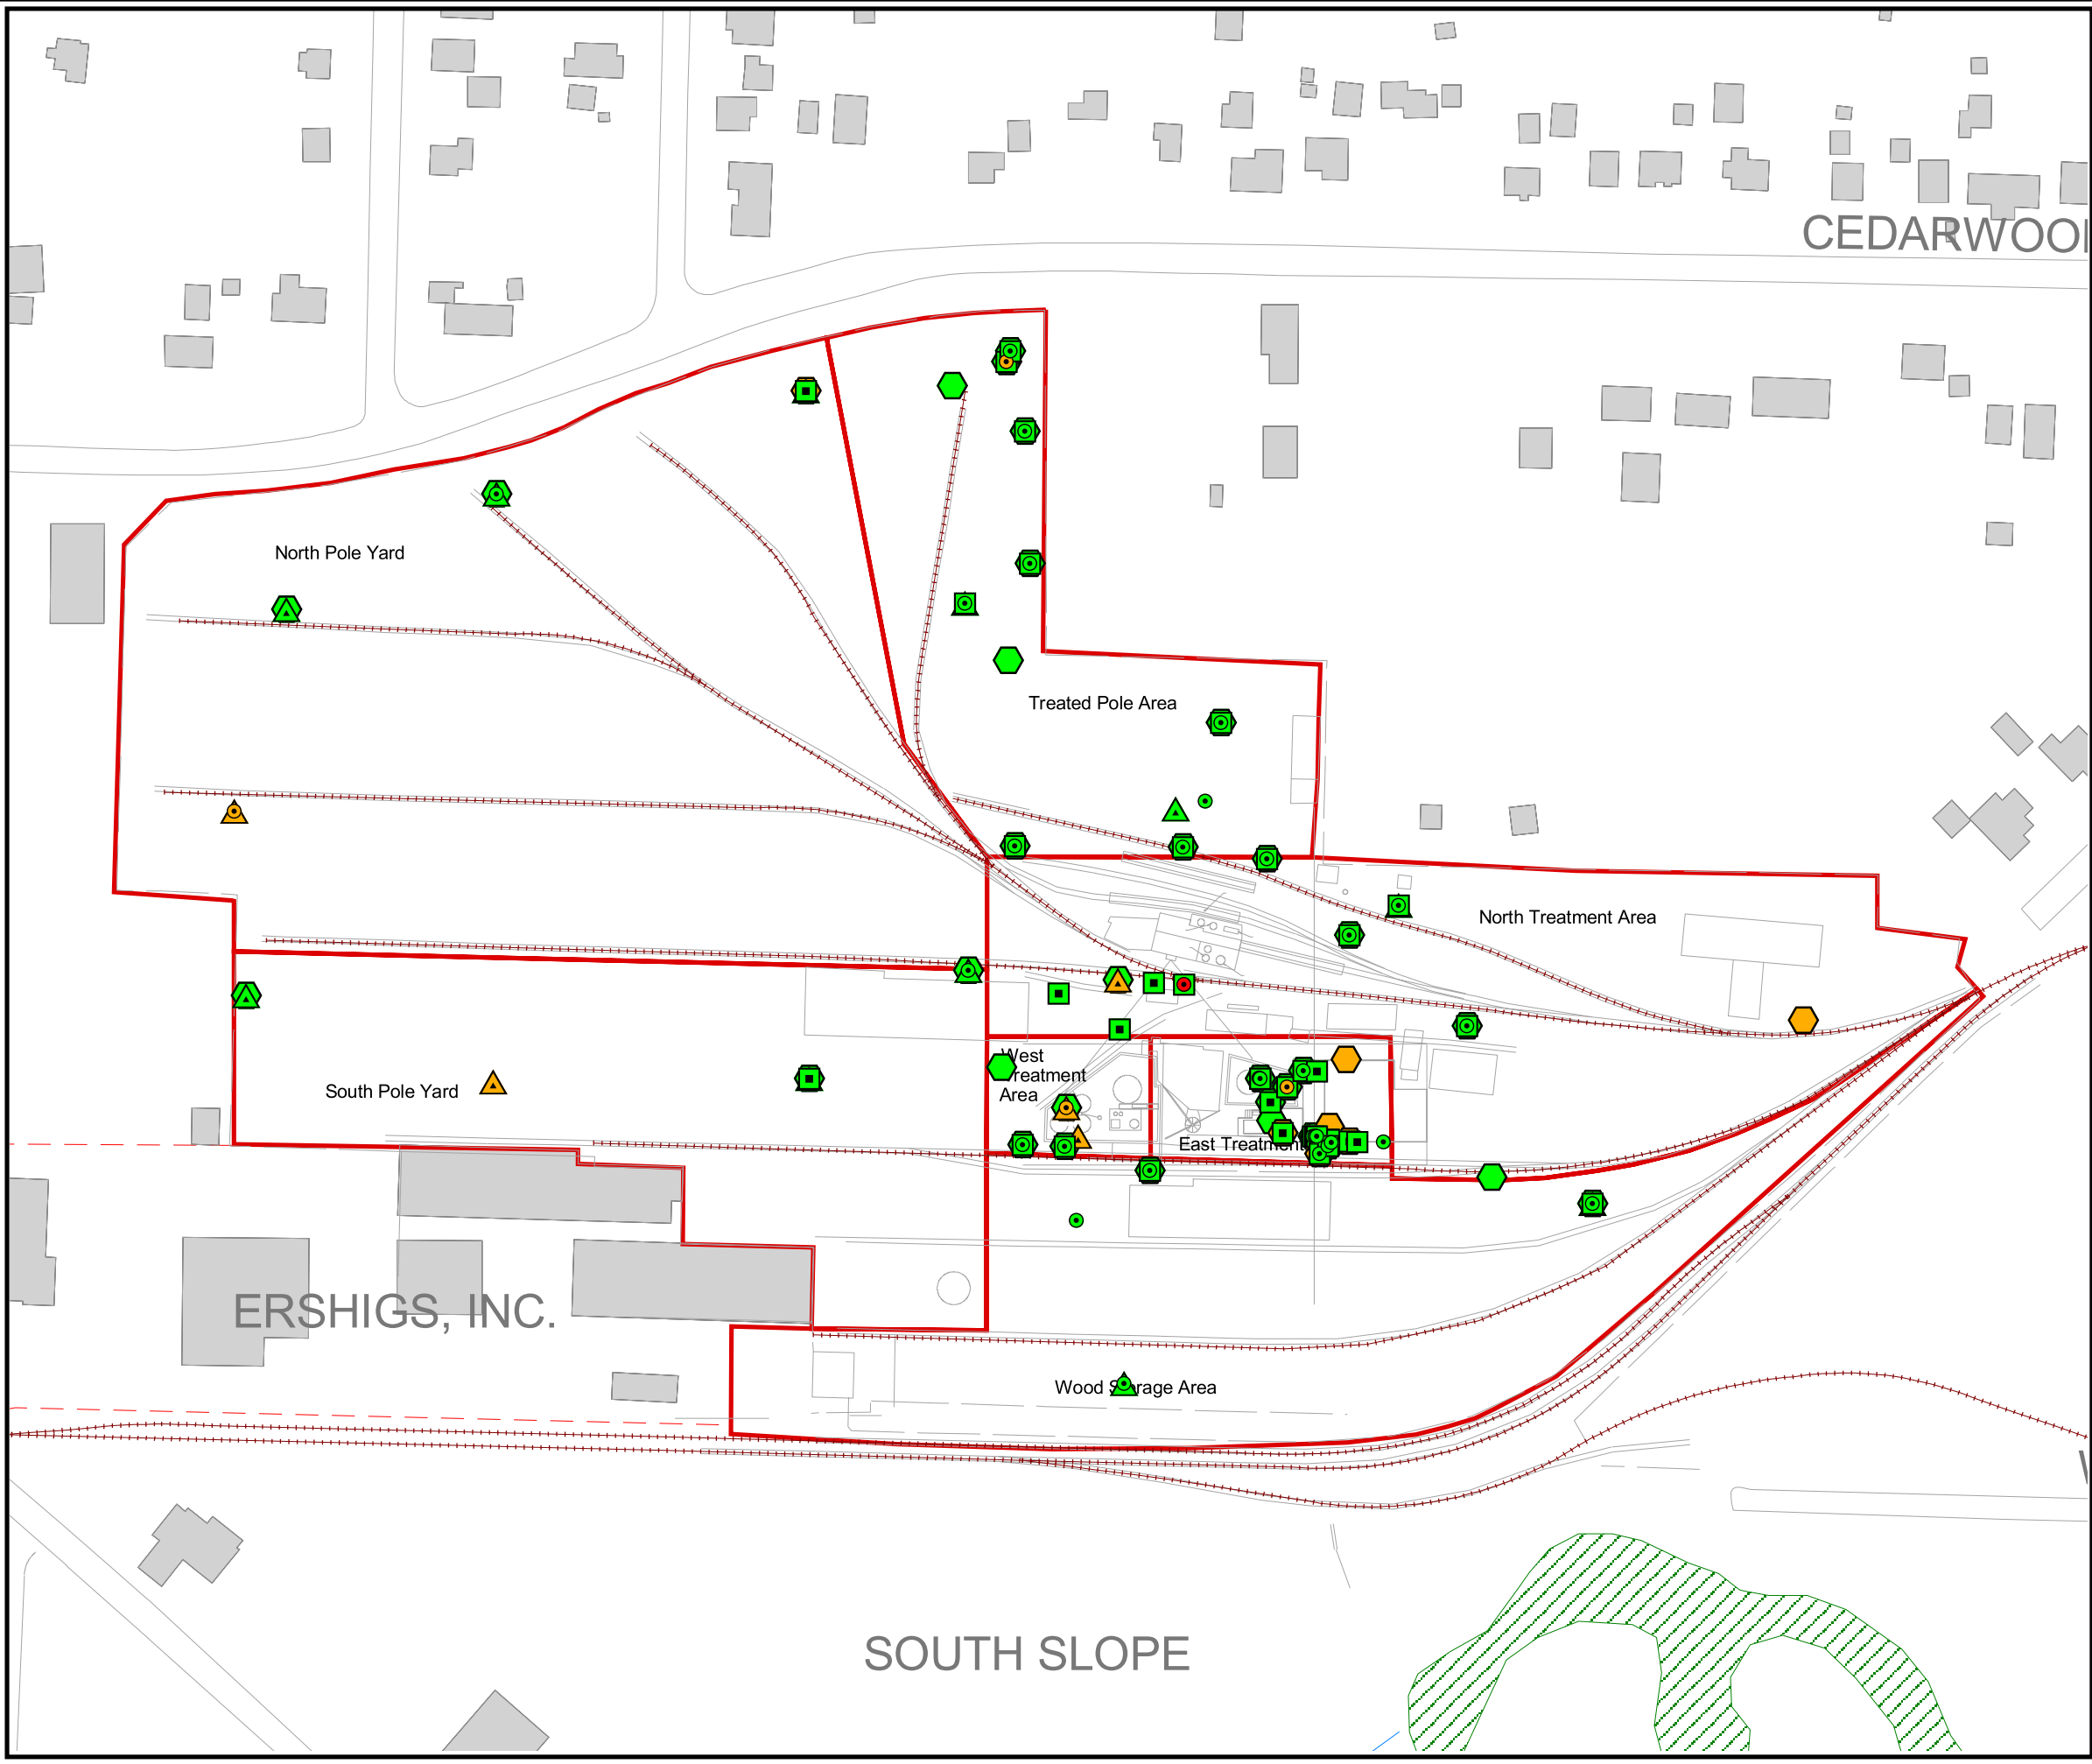 CEDARWOO
North Pole Yard
Treated Pole Area
North Treatment Area
West
Treatment
Area
South Pole Yard
East Treatment
ERSHIGS, INC.
Wood Storage Area
SOUTH SLOPE